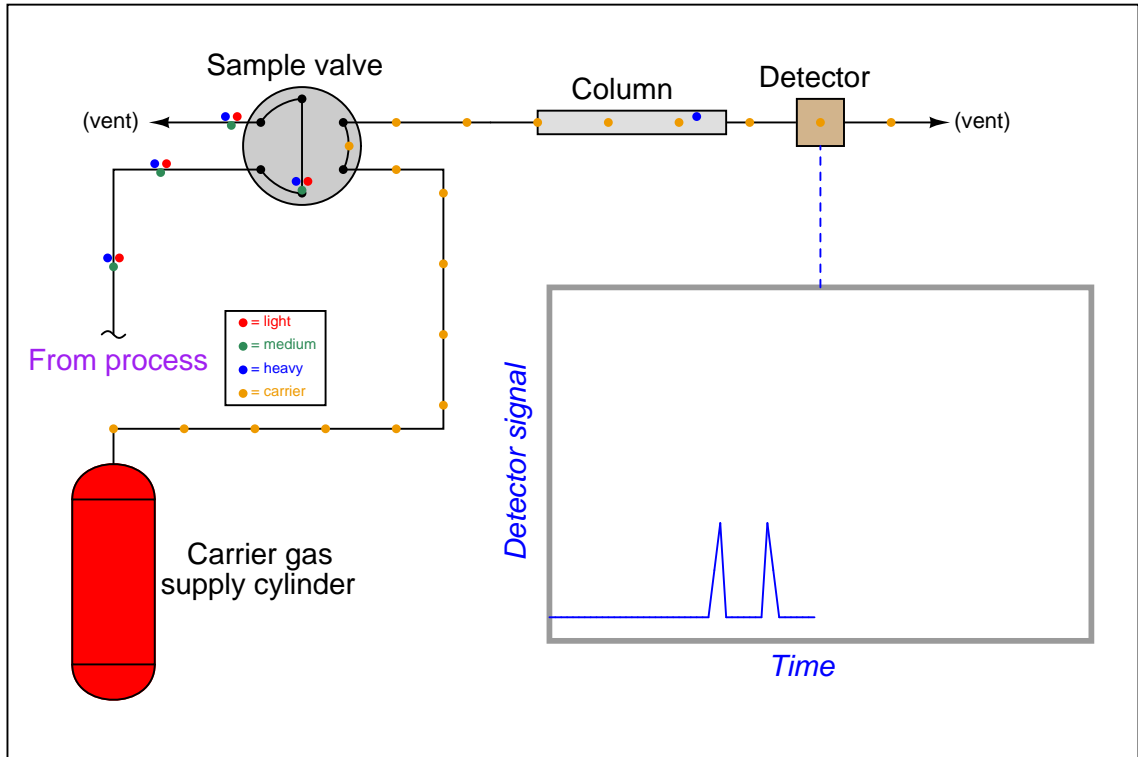 Sample valve
Column
Detector
(vent)
(vent)
= light
= medium
= heavy
= carrier
From process
Detector signal
Carrier gas
supply cylinder
Time